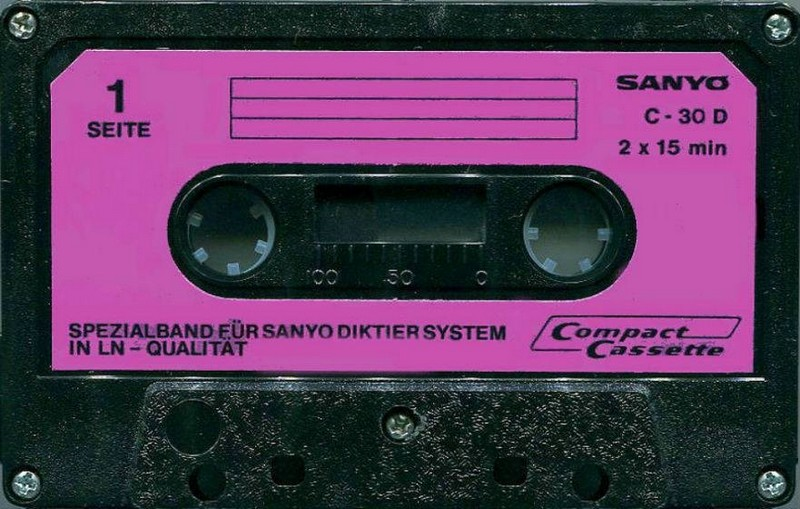 1
SEITE
SANYO
C - 30 D
2 x 15 min
100 50 0
SPEZIALBAND FÜR SANYO DIKTIER SYSTEM
IN LN - QUALITÄT
Compact
Cassette